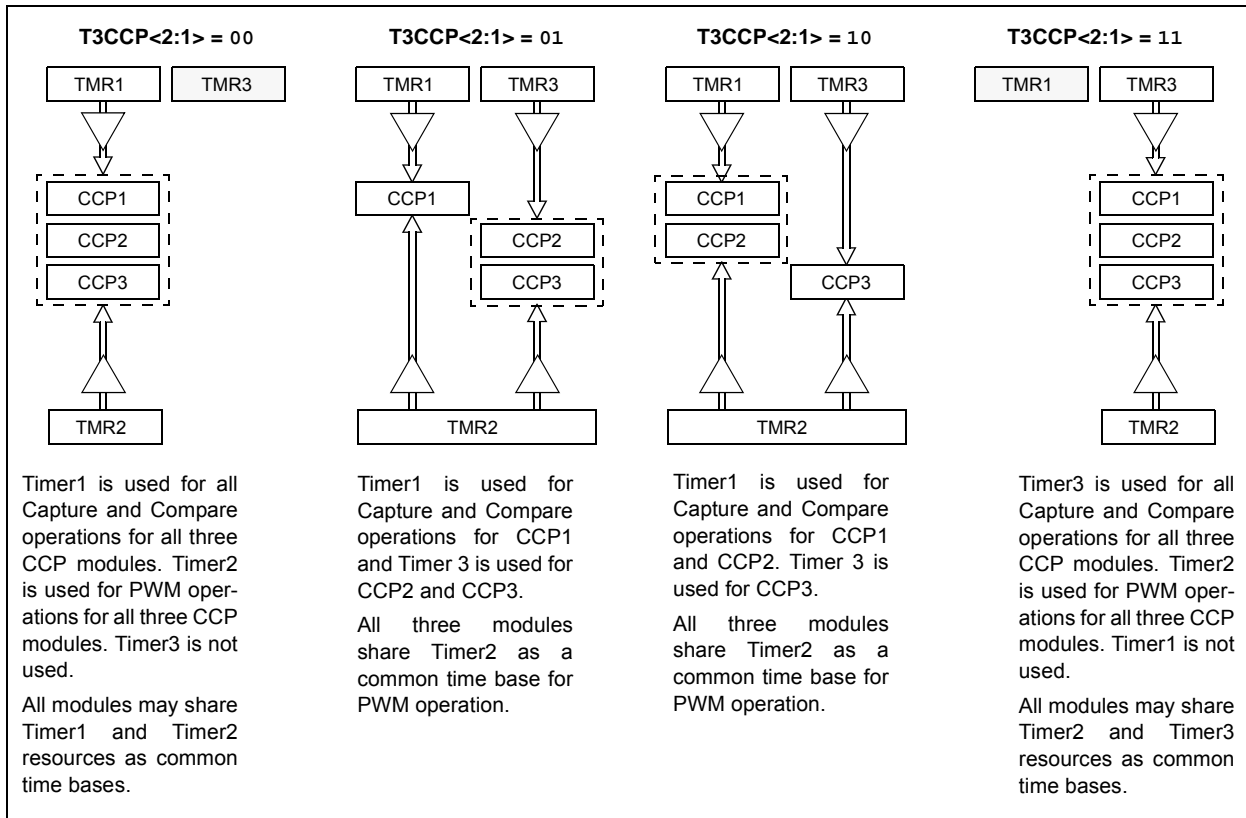 T3CCP<2:1> = 00
TMR1
TMR3
CCP1
CCP2
CCP3
TMR2
Timer1 is used for all
Capture and Compare
operations for all three
CCP modules. Timer2
is used for PWM oper-
ations for all three CCP
modules. Timer3 is not
used.
All modules may share
Timer1 and Timer2
resources as common
time bases.
T3CCP<2:1> = 01
TMR1
TMR3
CCP1
CCP2
CCP3
TMR2
Timer1 is used for
Capture and Compare
operations for CCP1
and Timer 3 is used for
CCP2 and CCP3.
All three modules
share Timer2 as a
common time base for
PWM operation.
T3CCP<2:1> = 10
TMR1
TMR3
CCP1
CCP2
CCP3
TMR2
Timer1 is used for
Capture and Compare
operations for CCP1
and CCP2. Timer 3 is
used for CCP3.
All three modules
share Timer2 as a
common time base for
PWM operation.
T3CCP<2:1> = 11
TMR1
TMR3
CCP1
CCP2
CCP3
TMR2
Timer3 is used for all
Capture and Compare
operations for all three
CCP modules. Timer2
is used for PWM oper-
ations for all three CCP
modules. Timer1 is not
used.
All modules may share
Timer2 and Timer3
resources as common
time bases.